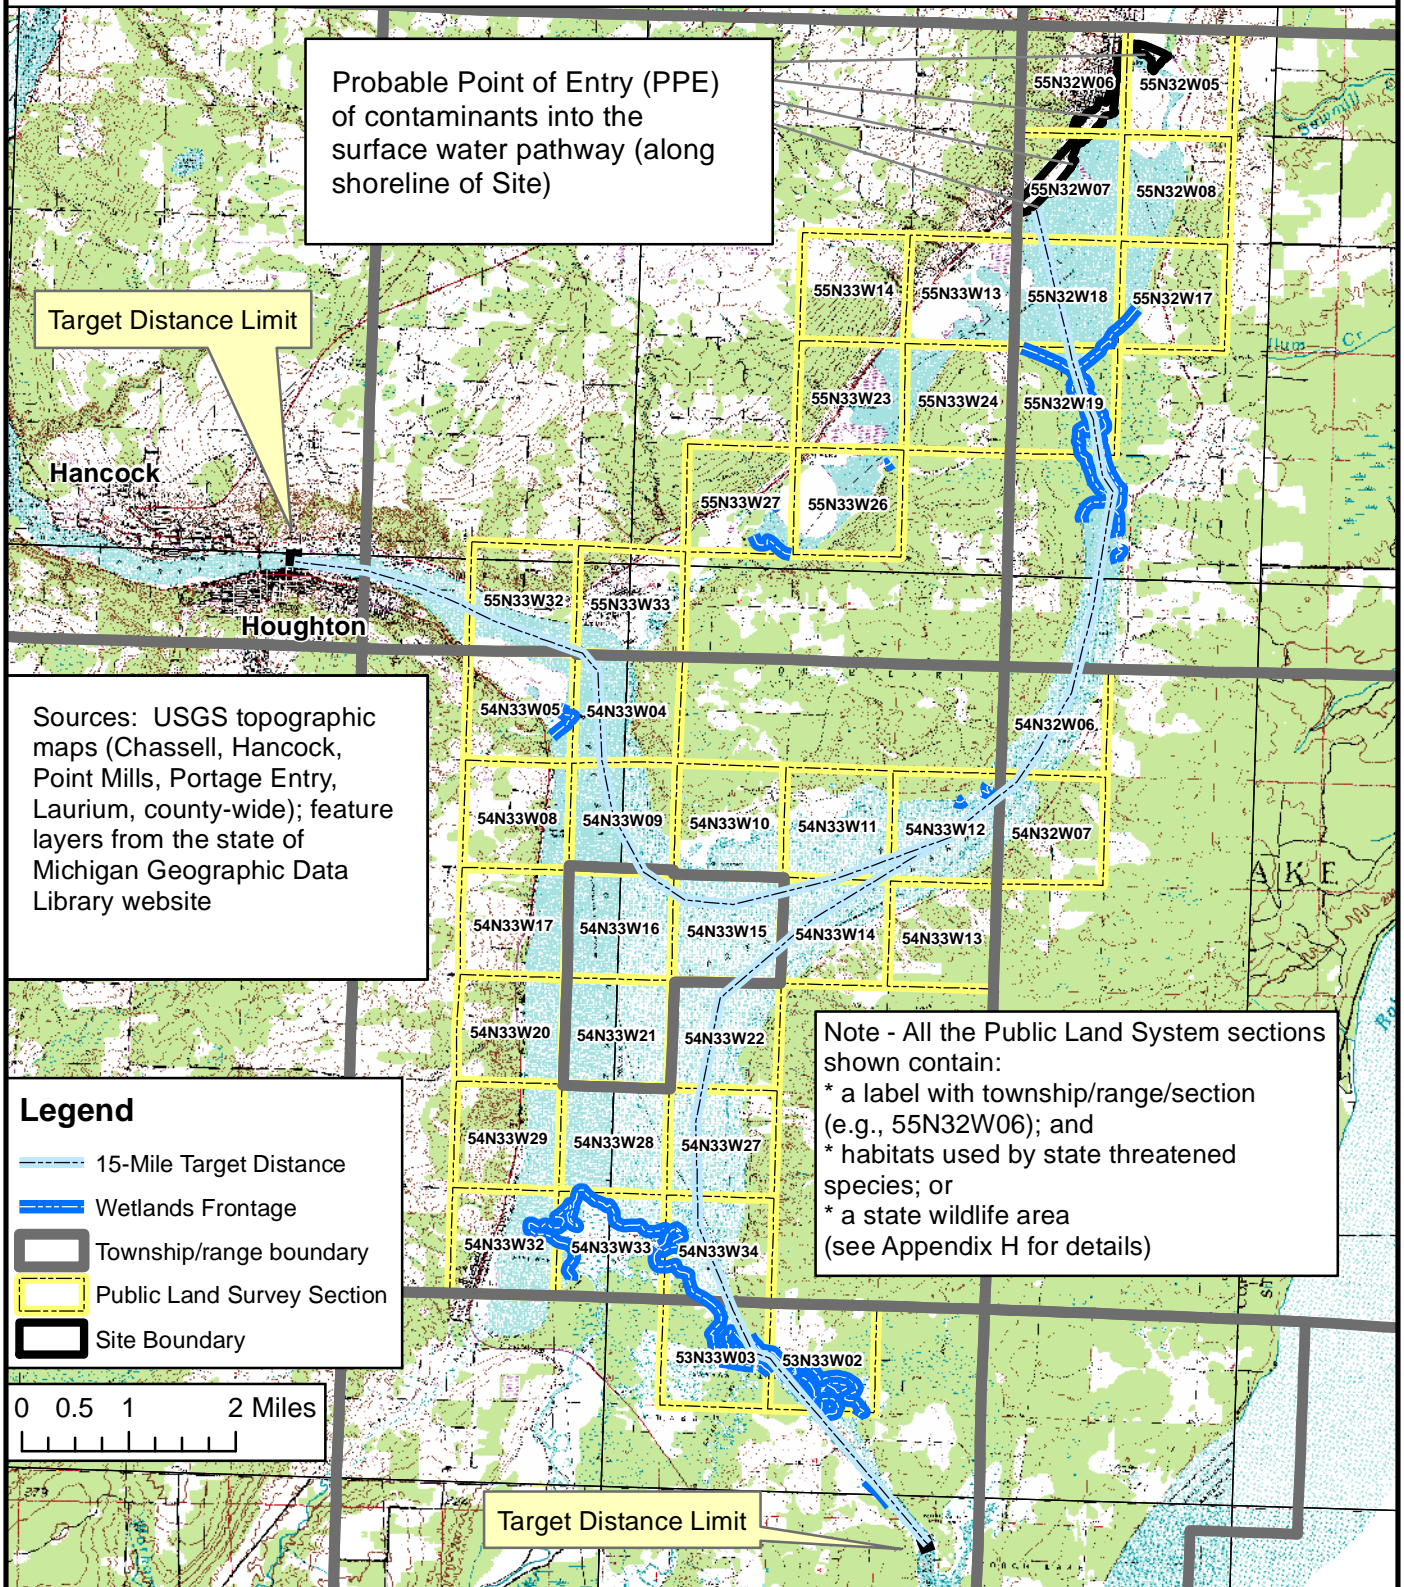 Probable Point of Entry (PPE)
of contaminants into the
surface water pathway (along
shoreline of Site)
55N32W06
55N32W05
Sawmill
55N32W07
55N32W08
Target Distance Limit
55N33W14
55N33W13
55N32W18
55N32W17
Cr
55N33W23
55N33W24
55N32W19
Hancock
55N33W27
55N33W26
55N33W32
55N33W33
Houghton
Sources: USGS topographic
maps (Chassell, Hancock,
Point Mills, Portage Entry,
Laurium, county-wide); feature
layers from the state of
Michigan Geographic Data
Library website
54N33W05
54N33W04
54N32W06
54N33W08
54N33W09
54N33W10
54N33W11
54N33W12
54N32W07
AKE
54N33W17
54N33W16
54N33W15
54N33W14
54N33W13
54N33W20
54N33W21
54N33W22
Note - All the Public Land System sections
shown contain:
* a label with township/range/section
(e.g., 55N32W06); and
* habitats used by state threatened
species; or
* a state wildlife area
(see Appendix H for details)
Legend
15-Mile Target Distance
Wetlands Frontage
Township/range boundary
Public Land Survey Section
Site Boundary
54N33W29
54N33W28
54N33W27
54N33W32
54N33W33
54N33W34
53N33W03
53N33W02
0 0.5 1 2 Miles
Target Distance Limit